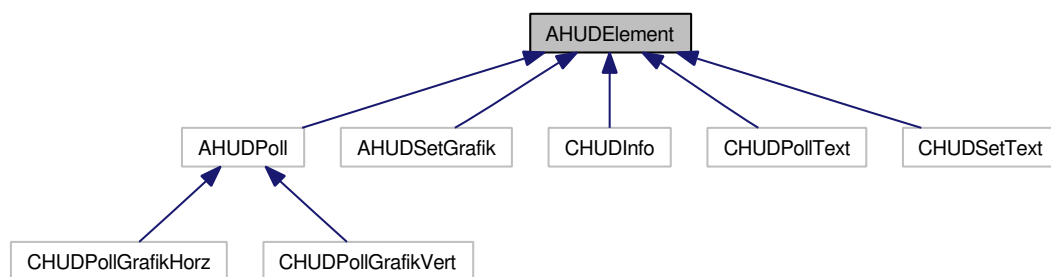 AHUDElement
AHUDPoll AHUDSetGrafik CHUDInfo CHUDPollText CHUDSetText
CHUDPollGrafikHorz CHUDPollGrafikVert